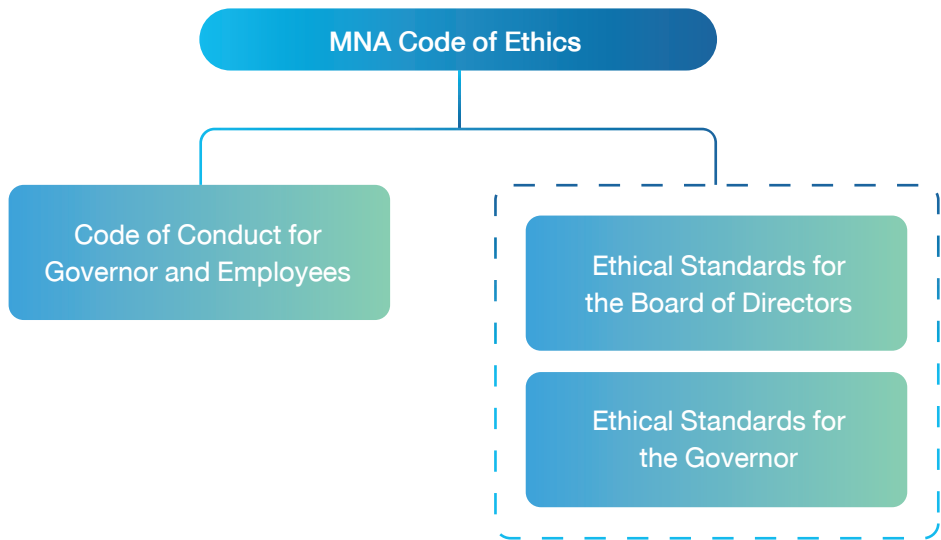 MNA Code of Ethics
Code of Conduct for
Governor and Employees
Ethical Standards for
the Board of Directors
Ethical Standards for
the Governor